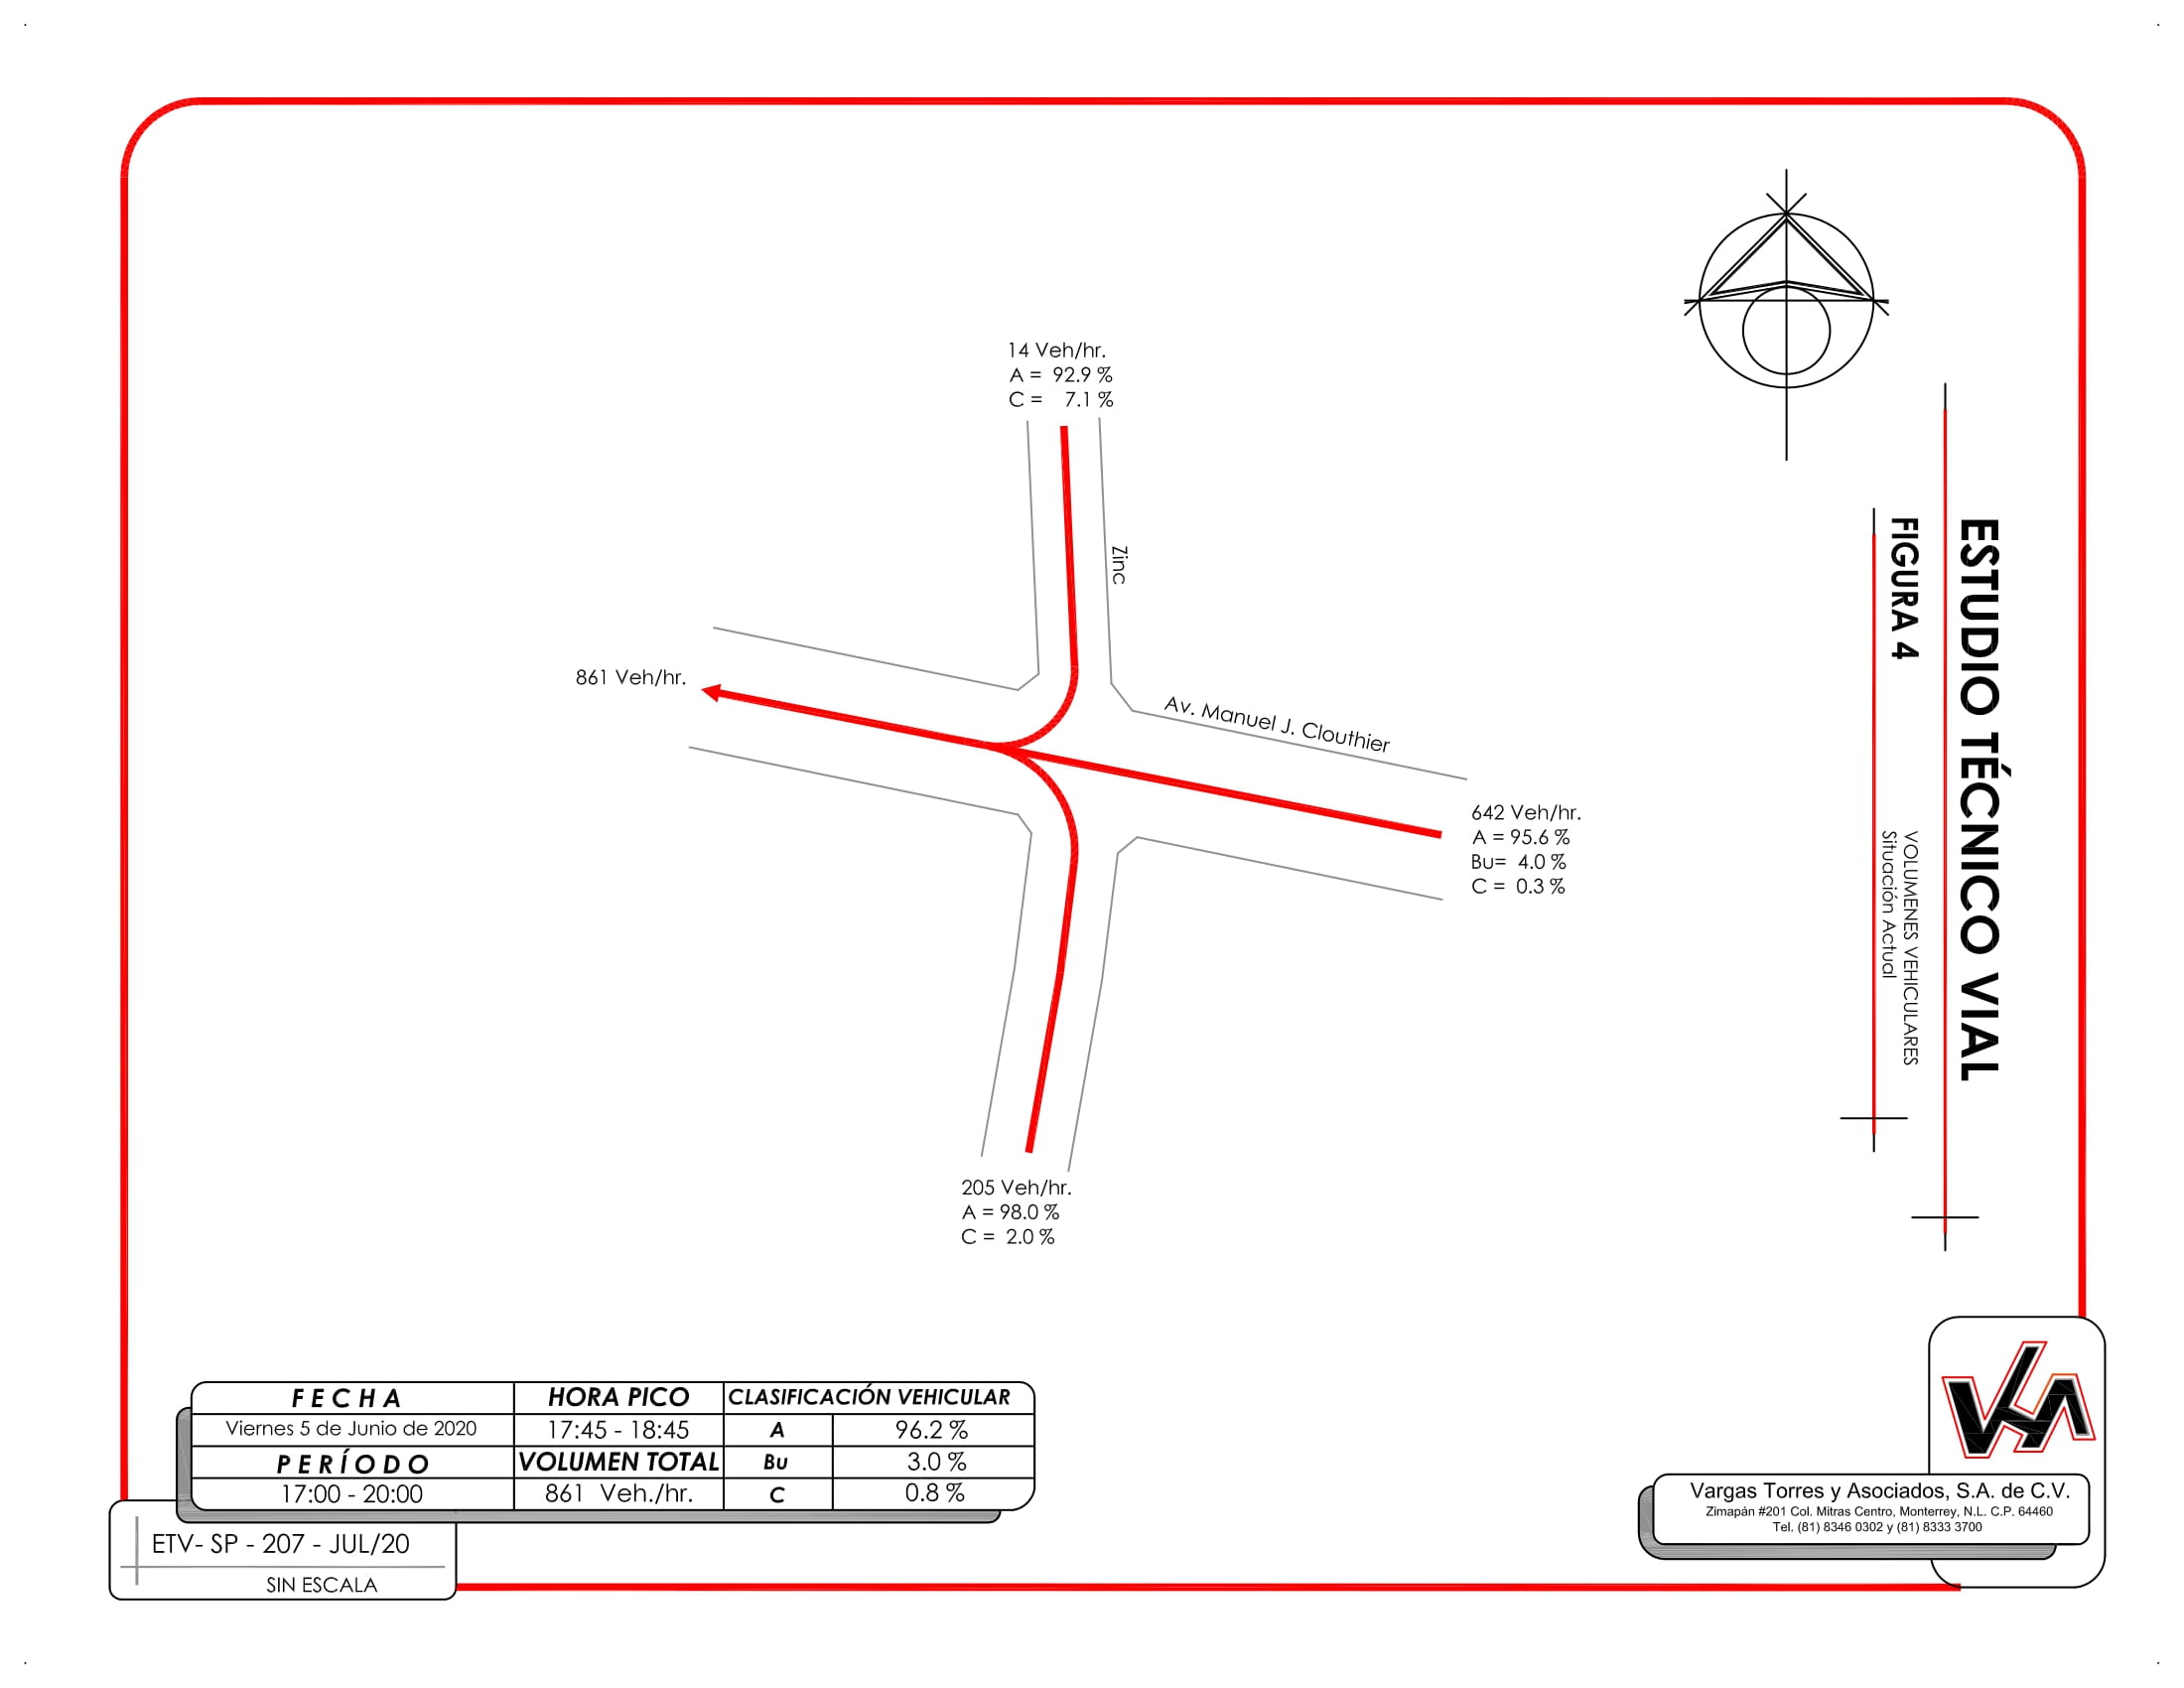 14 Veh/hr.
A = 92.9 %
C = 7.1 %
Zinc
861 Veh/hr.
Av. Manuel J. Clouthier
642 Veh/hr.
A = 95.6 %
Bu= 4.0 %
C = 0.3 %
205 Veh/hr.
A = 98.0 %
C = 2.0 %
ESTUDIO TÉCNICO VIAL
FIGURA 4
VOLUMENES VEHICULARES
Situación Actual
FECHA HORA PICO CLASIFICACIÓN VEHICULAR
Viernes 5 de Junio de 2020 17:45 - 18:45 A 96.2 %
PERÍODO VOLUMEN TOTAL Bu 3.0 %
17:00 - 20:00 861 Veh./hr. C 0.8 %
ETV- SP - 207 - JUL/20
SIN ESCALA
Vargas Torres y Asociados, S.A. de C.V.
Zimapán #201 Col. Mitras Centro, Monterrey, N.L. C.P. 64460
Tel. (81) 8346 0302 y (81) 8333 3700